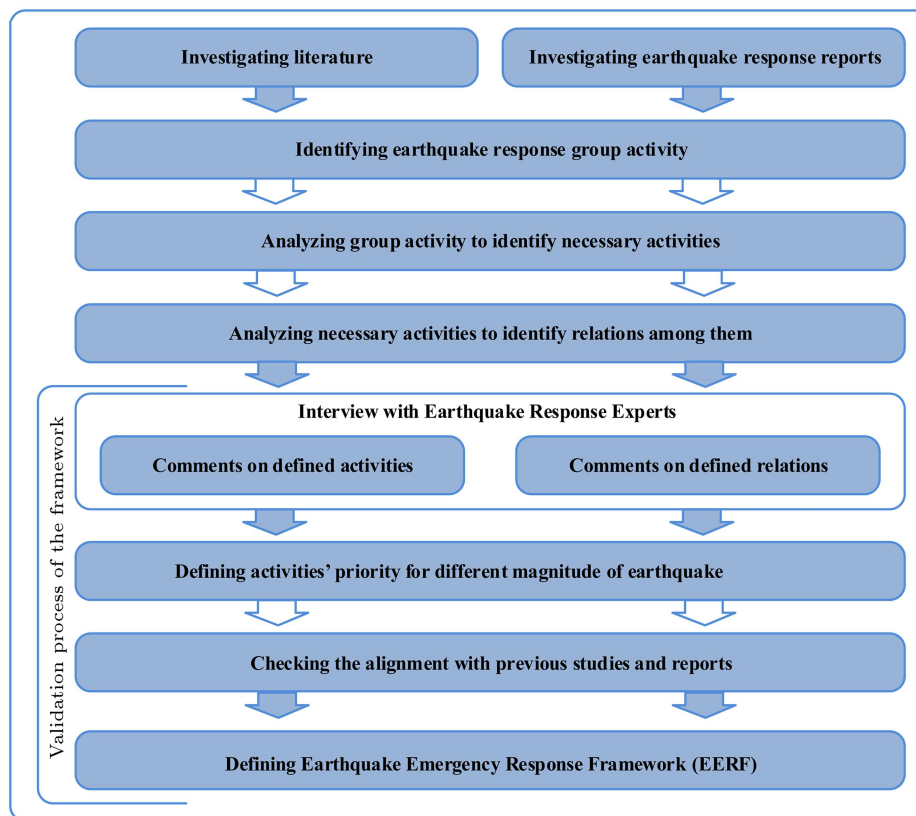 Investigating literature
Investigating earthquake response reports
Identifying earthquake response group activity
Analyzing group activity to identify necessary activities
Analyzing necessary activities to identify relations among them
Validation process of the framework
Interview with Earthquake Response Experts
Comments on defined activities
Comments on defined relations
Defining activities’ priority for different magnitude of earthquake
Checking the alignment with previous studies and reports
Defining Earthquake Emergency Response Framework (EERF)